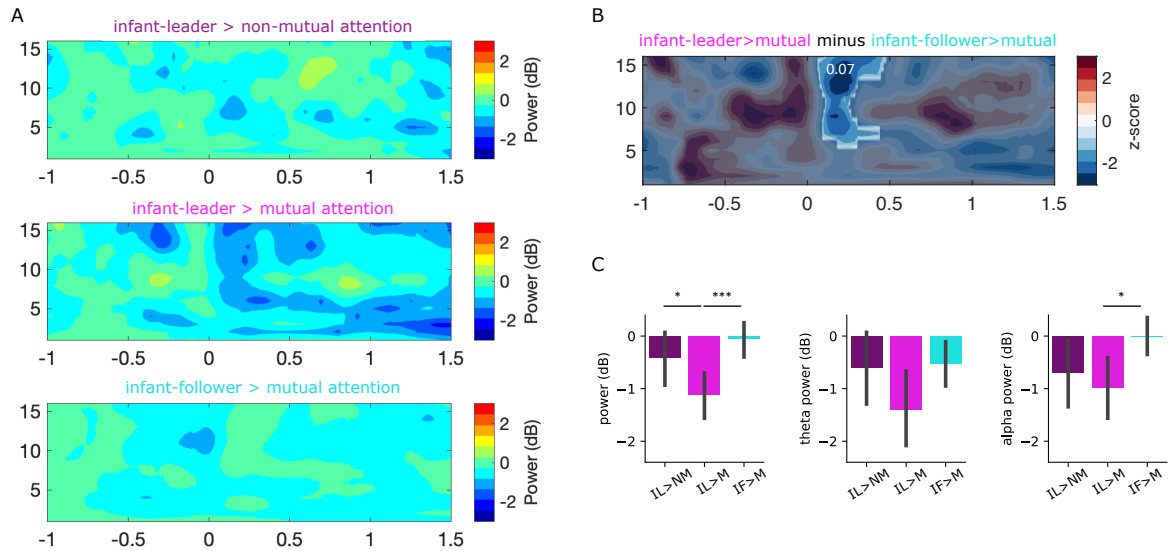 A
infant-leader > non-mutual attention
15
10
5
-1 -0.5 0 0.5 1 1.5
2
0
-2
Power (dB)
infant-leader > mutual attention
15
10
5
-1 -0.5 0 0.5 1 1.5
2
0
-2
Power (dB)
infant-follower > mutual attention
15
10
5
-1 -0.5 0 0.5 1 1.5
2
0
-2
Power (dB)
B
infant-leader>mutual minus infant-follower>mutual
0.07
15
10
5
-1 -0.5 0 0.5 1 1.5
2
0
-2
z-score
C
* ***
0
−1
−2
power (dB)
IL>NM IL>M IF>M
0
−1
−2
theta power (dB)
IL>NM IL>M IF>M
*
0
−1
−2
alpha power (dB)
IL>NM IL>M IF>M